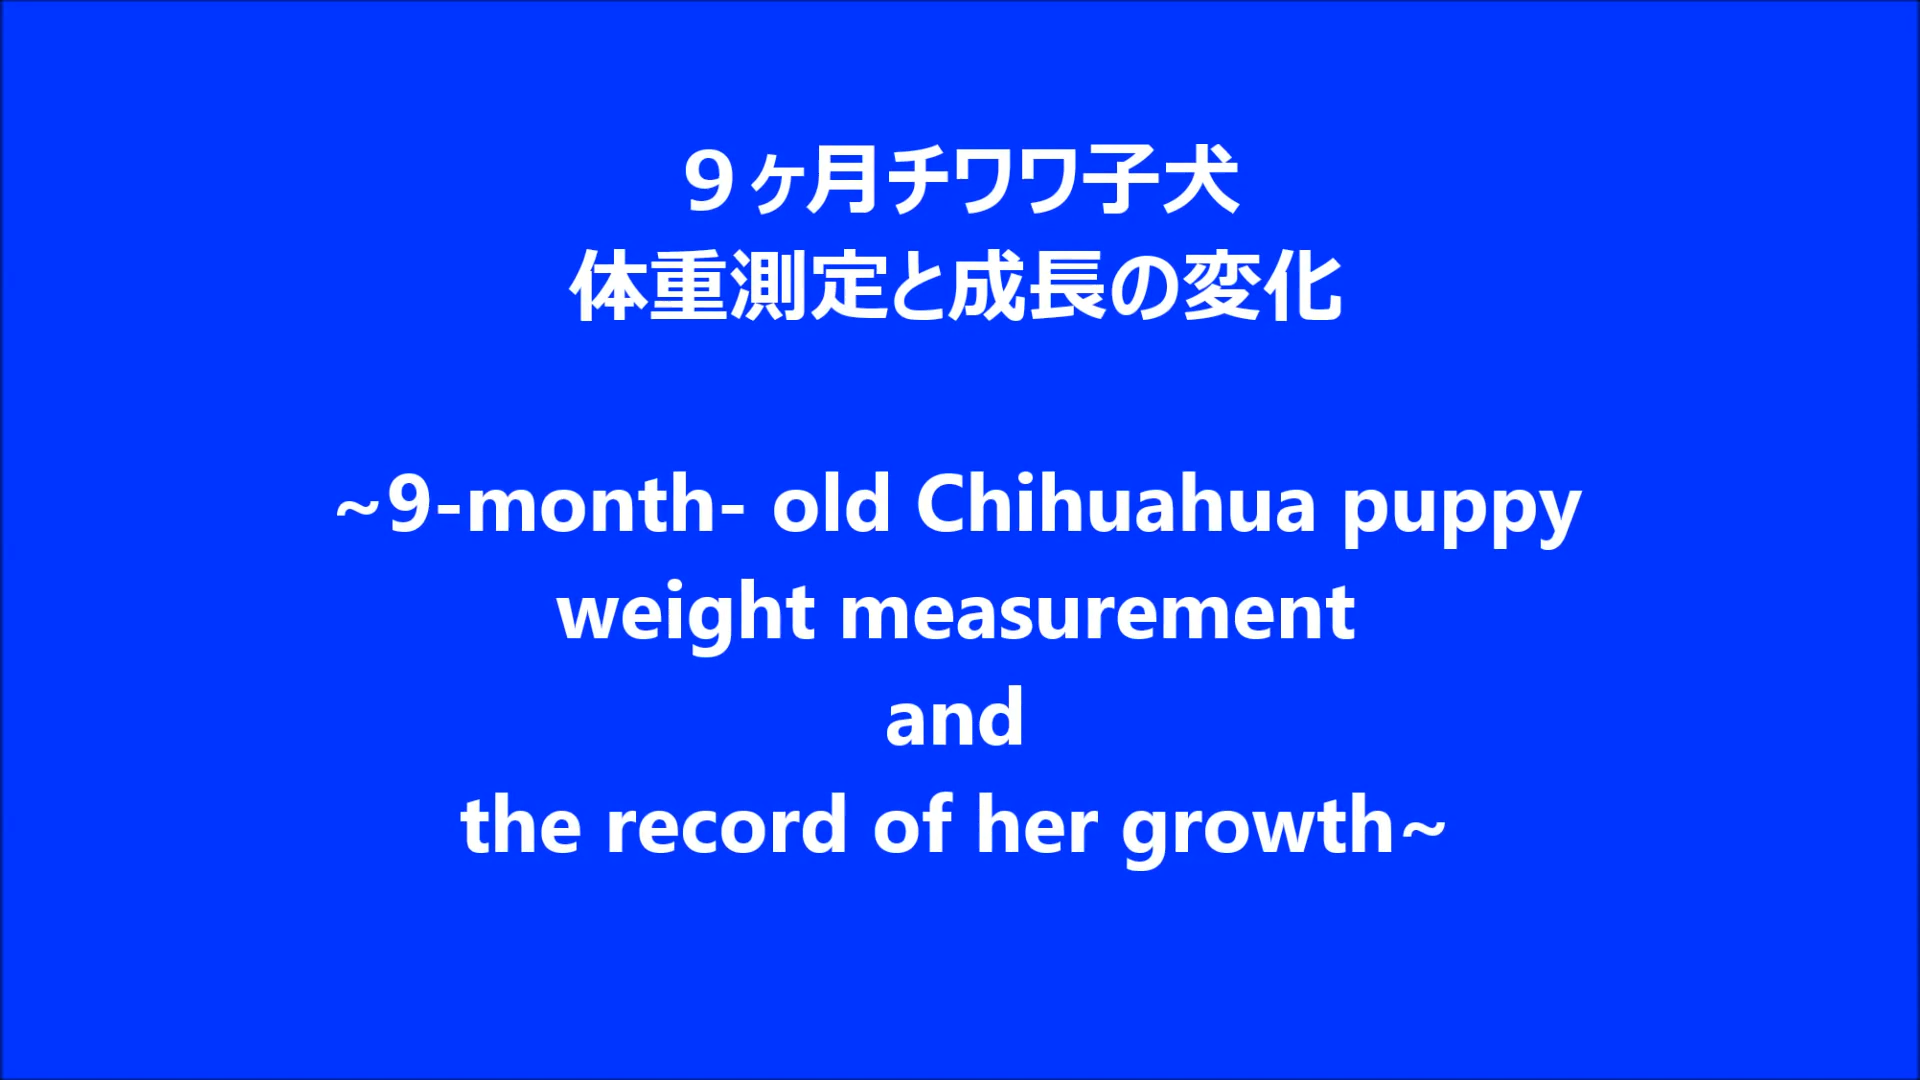 ９ヶ月チワワ子犬
体重測定と成長の変化
~9-month- old Chihuahua puppy
weight measurement
and
the record of her growth~